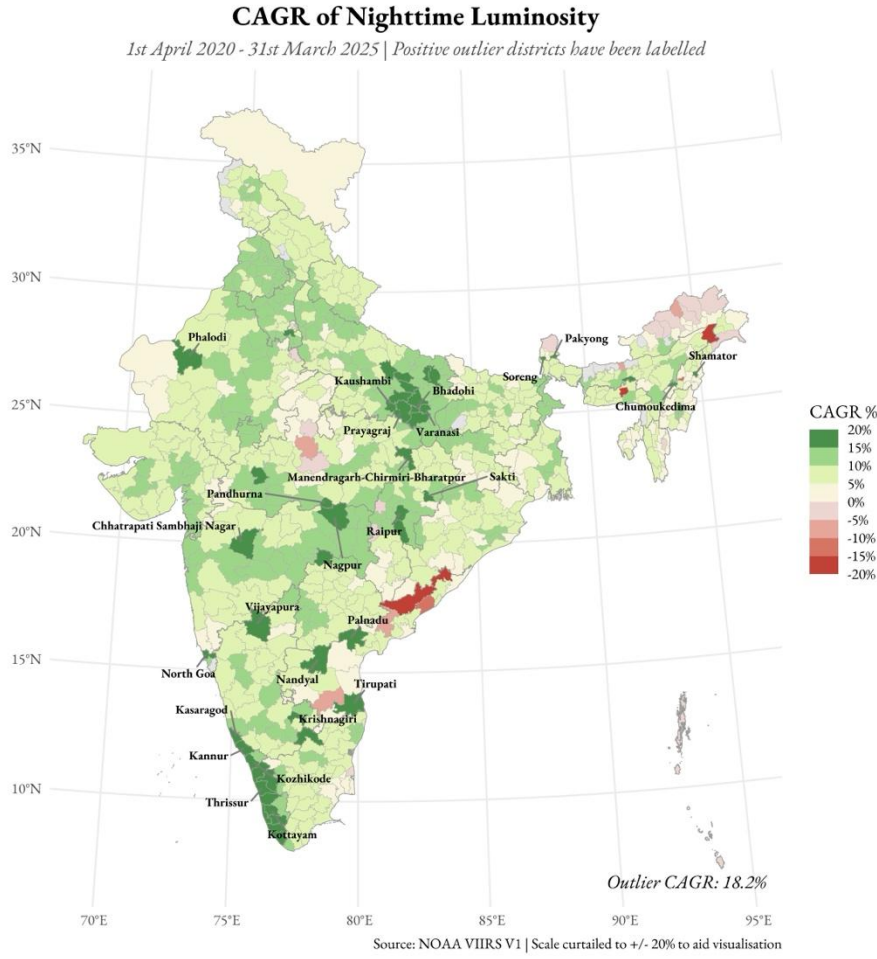 CAGR of Nighttime Luminosity
1st April 2020 - 31st March 2025 | Positive outlier districts have been labelled
35°N
30°N
25°N
20°N
15°N
10°N
Phalodi
Pakyong
Shamator
Soreng
Kaushambi
Bhadohi
Chumoukedima
Prayagraj
Varanasi
Manendragarh-Chirmiri-Bharatpur
Sakti
Pandhurna
Chhatrapati Sambhaji Nagar
Raipur
Nagpur
Vijayapura
Palnadu
North Goa
Nandyal
Tirupati
Kasaragod
Krishnagiri
Kannur
Kozhikode
Thrissur
Kottayam
CAGR %
20%
15%
10%
5%
0%
-5%
-10%
-15%
-20%
Outlier CAGR: 18.2%
70°E
75°E
80°E
85°E
90°E
95°E
Source: NOAA VIIRS V1 | Scale curtailed to +/- 20% to aid visualisation